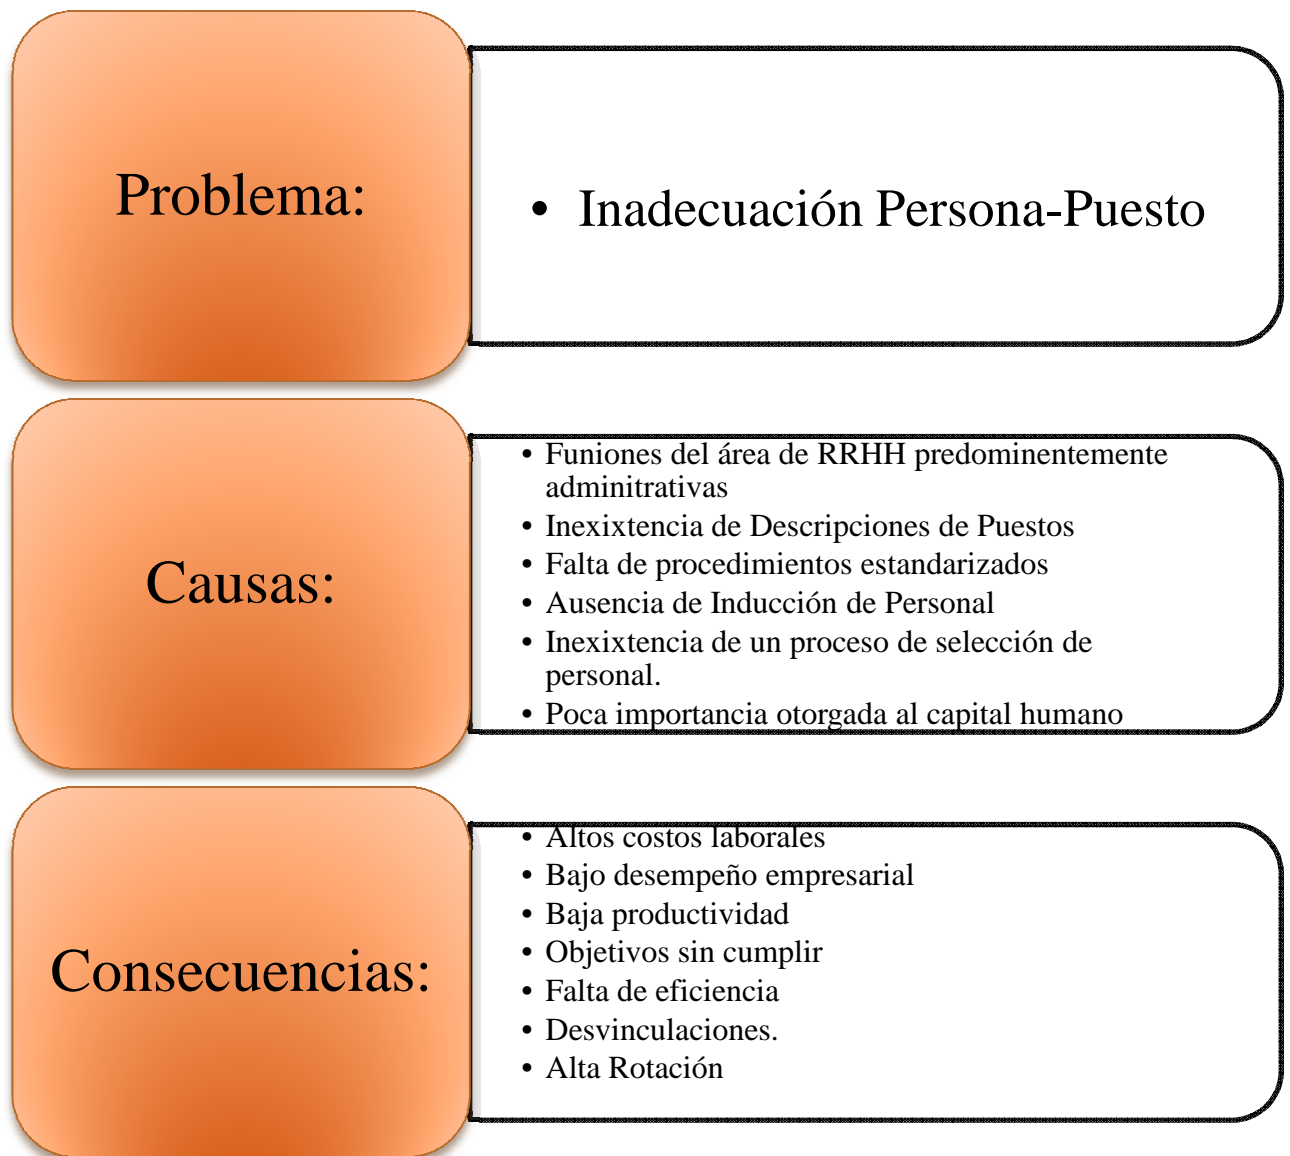 Problema:
• Inadecuación Persona-Puesto
Causas:
• Funiones del área de RRHH predominentemente
adminitrativas
• Inexixtencia de Descripciones de Puestos
• Falta de procedimientos estandarizados
• Ausencia de Inducción de Personal
• Inexixtencia de un proceso de selección de
personal.
• Poca importancia otorgada al capital humano
Consecuencias:
• Altos costos laborales
• Bajo desempeño empresarial
• Baja productividad
• Objetivos sin cumplir
• Falta de eficiencia
• Desvinculaciones.
• Alta Rotación